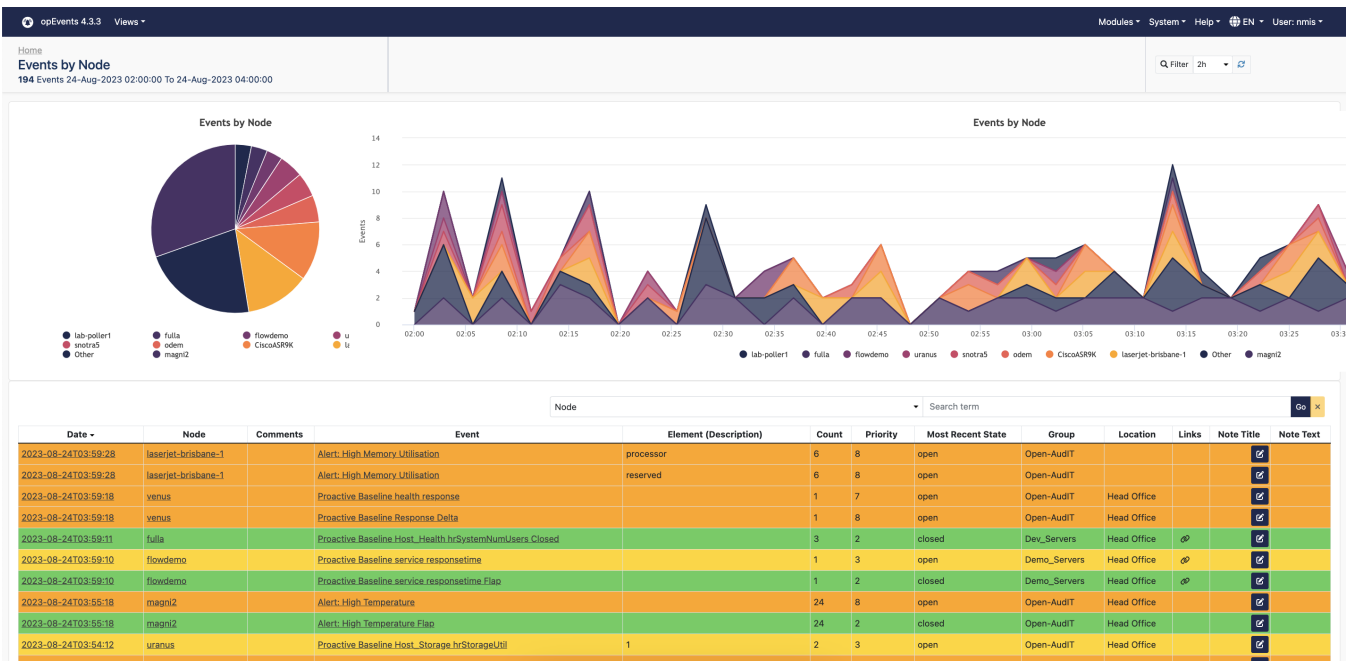 opEvents 4.3.3 Views Modules System Help EN User: nmis
Home
Events by Node
194 Events 24-Aug-2023 02:00:00 To 24-Aug-2023 04:00:00
Filter 2h
Events by Node
lab-poller1 fulla flowdemo u
snotra5 odem CiscoASR9K
Other magni2
Events by Node
Events
14
12
10
8
6
4
2
0
02:00 02:05 02:10 02:15 02:20 02:25 02:30 02:35 02:40 02:45 02:50 02:55 03:00 03:05 03:10 03:15 03:20 03:25 03:3
lab-poller1 fulla flowdemo uranus snotra5 odem CiscoASR9K laserjet-brisbane-1 Other magni2
Node Search term Go ×
Date Node Comments Event Element (Description) Count Priority Most Recent State Group Location Links Note Title Note Text
2023-08-24T03:59:28 laserjet-brisbane-1 Alert: High Memory Utilisation processor 6 8 open Open-AudIT
2023-08-24T03:59:28 laserjet-brisbane-1 Alert: High Memory Utilisation reserved 6 8 open Open-AudIT
2023-08-24T03:59:18 venus Proactive Baseline health response 1 7 open Open-AudIT Head Office
2023-08-24T03:59:18 venus Proactive Baseline Response Delta 1 8 open Open-AudIT Head Office
2023-08-24T03:59:11 fulla Proactive Baseline Host_Health hrSystemNumUsers Closed 3 2 closed Dev_Servers Head Office
2023-08-24T03:59:10 flowdemo Proactive Baseline service responsetime 1 3 open Demo_Servers Head Office
2023-08-24T03:59:10 flowdemo Proactive Baseline service responsetime Flap 1 2 closed Demo_Servers Head Office
2023-08-24T03:55:18 magni2 Alert: High Temperature 24 8 open Open-AudIT Head Office
2023-08-24T03:55:18 magni2 Alert: High Temperature Flap 24 2 closed Open-AudIT Head Office
2023-08-24T03:54:12 uranus Proactive Baseline Host_Storage hrStorageUtil 1 2 3 open Open-AudIT Head Office